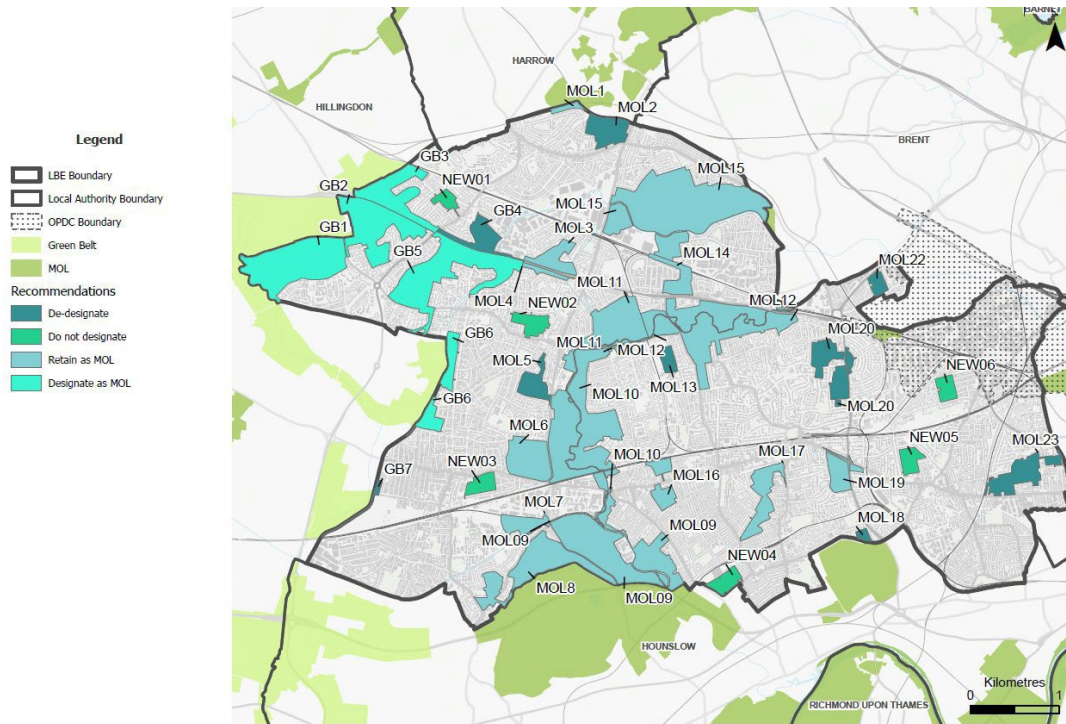 Legend
LBE Boundary
Local Authority Boundary
OPDC Boundary
Green Belt
MOL
Recommendations
De-designate
Do not designate
Retain as MOL
Designate as MOL
BARNET
HARROW
MOL1
MOL2
HILLINGDON
BRENT
GB3
NEW01
MOL15
GB2
GB4
MOL15
MOL3
GB1
GB5
MOL14
MOL22
MOL11
MOL4
NEW02
MOL12
MOL20
GB6
MOL11
MOL12
MOL5
NEW06
MOL13
MOL10
GB6
MOL20
MOL6
NEW05
MOL10
MOL17
MOL23
GB7
NEW03
MOL16
MOL19
MOL7
MOL18
MOL09
MOL09
NEW04
MOL8
MOL09
HOUNSLOW
Kilometres
0 1
RICHMOND UPON THAMES